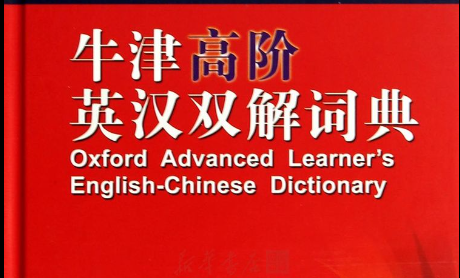 牛津高阶
英汉双解词典
Oxford Advanced Learner's
English-Chinese Dictionary